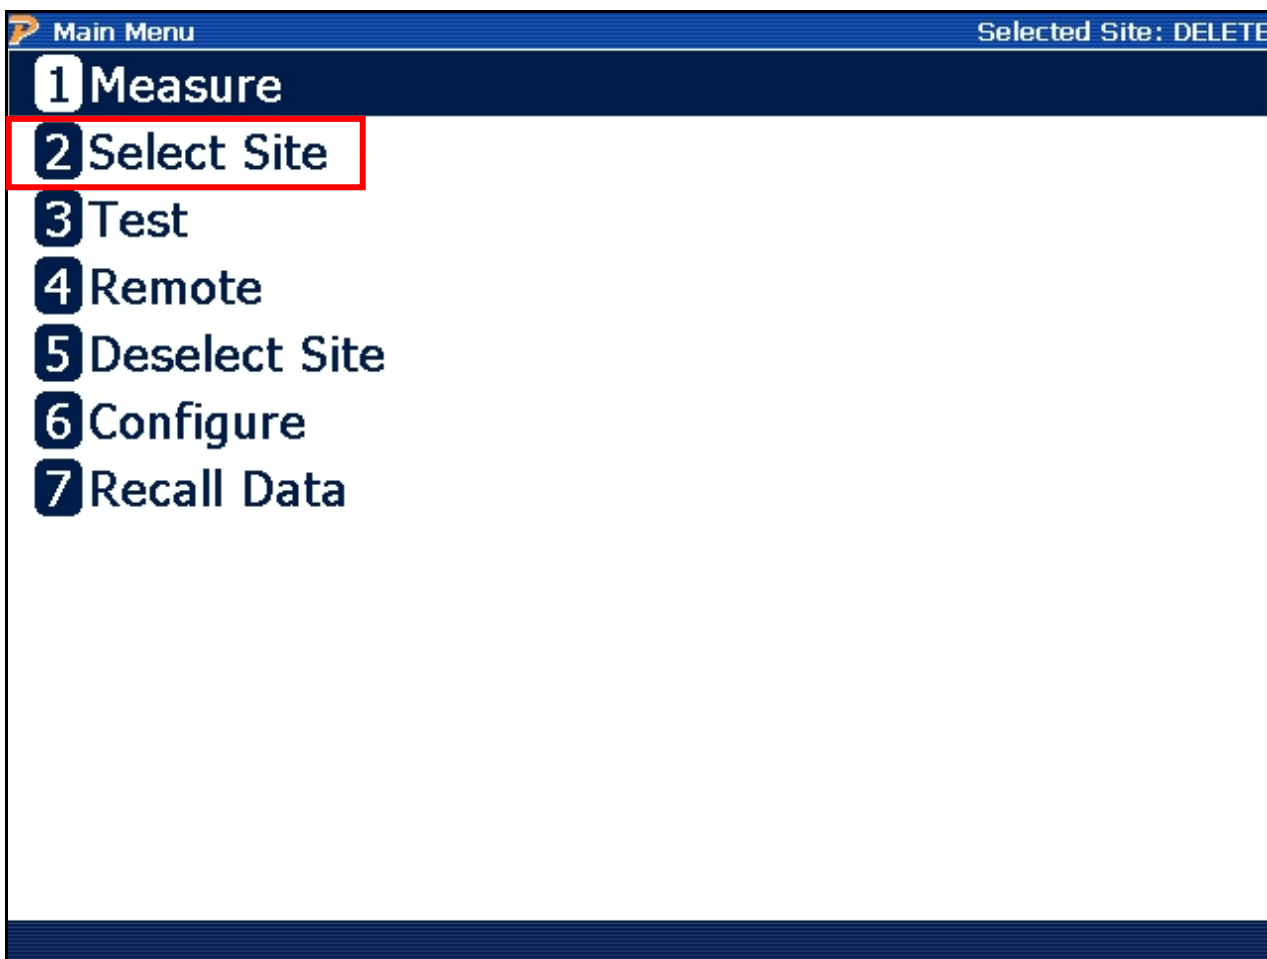 Main Menu Selected Site: DELETE
1 Measure
2 Select Site
3 Test
4 Remote
5 Deselect Site
6 Configure
7 Recall Data